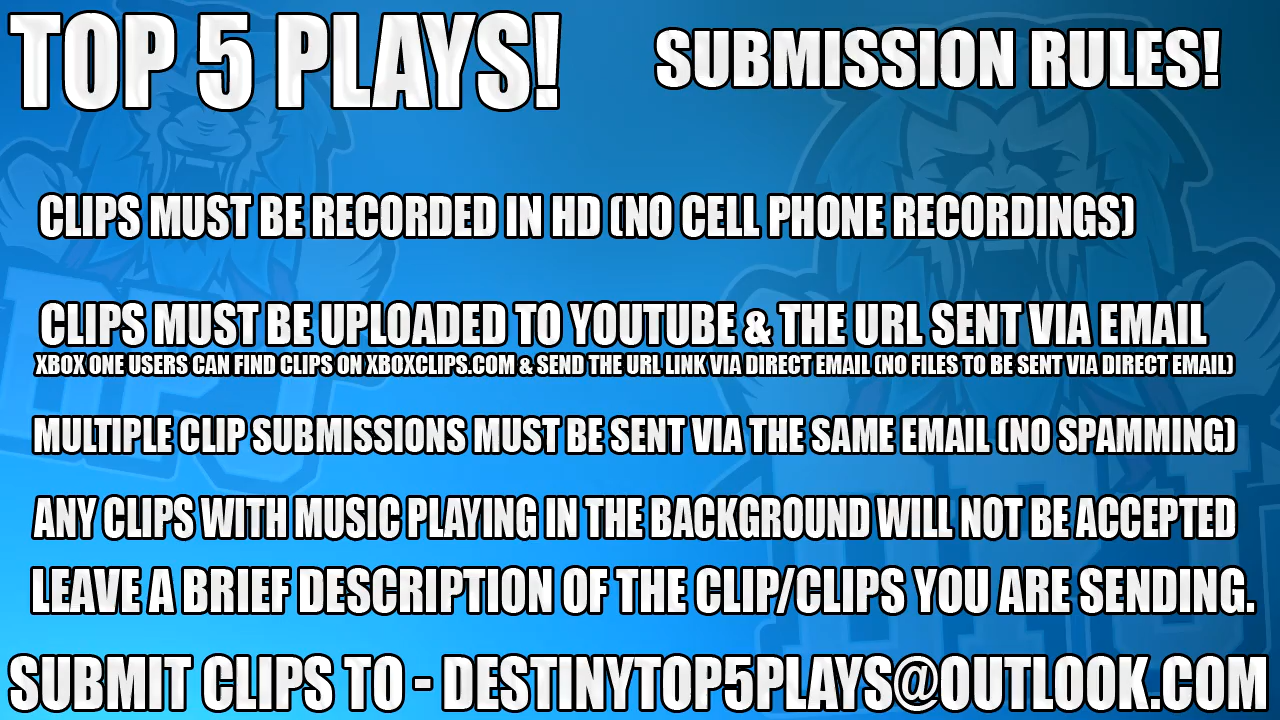 TOP 5 PLAYS!
SUBMISSION RULES!
CLIPS MUST BE RECORDED IN HD (NO CELL PHONE RECORDINGS)
CLIPS MUST BE UPLOADED TO YOUTUBE & THE URL SENT VIA EMAIL
XBOX ONE USERS CAN FIND CLIPS ON XBOXCLIPS.COM & SEND THE URL LINK VIA DIRECT EMAIL (NO FILES TO BE SENT VIA DIRECT EMAIL)
MULTIPLE CLIP SUBMISSIONS MUST BE SENT VIA THE SAME EMAIL (NO SPAMMING)
ANY CLIPS WITH MUSIC PLAYING IN THE BACKGROUND WILL NOT BE ACCEPTED
LEAVE A BRIEF DESCRIPTION OF THE CLIP/CLIPS YOU ARE SENDING.
SUBMIT CLIPS TO - DESTINYTOP5PLAYS@OUTLOOK.COM